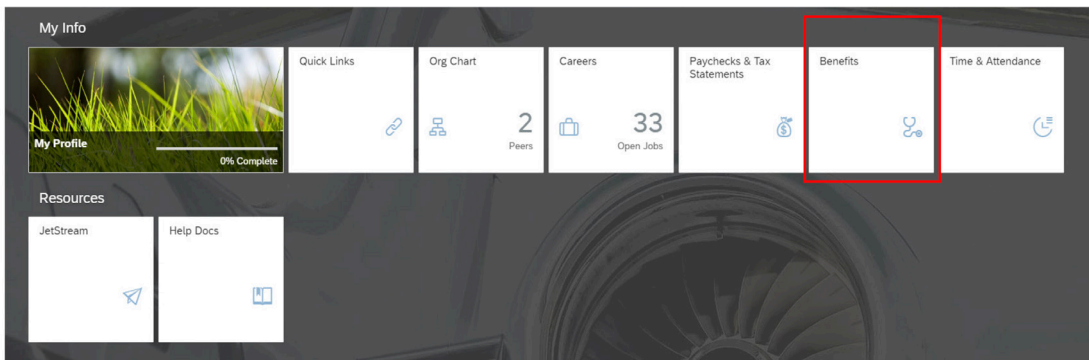 My Info
My Profile
0% Complete
Quick Links
Org Chart
2
Peers
Careers
33
Open Jobs
Paychecks & Tax
Statements
Benefits
Time & Attendance
Resources
JetStream
Help Docs